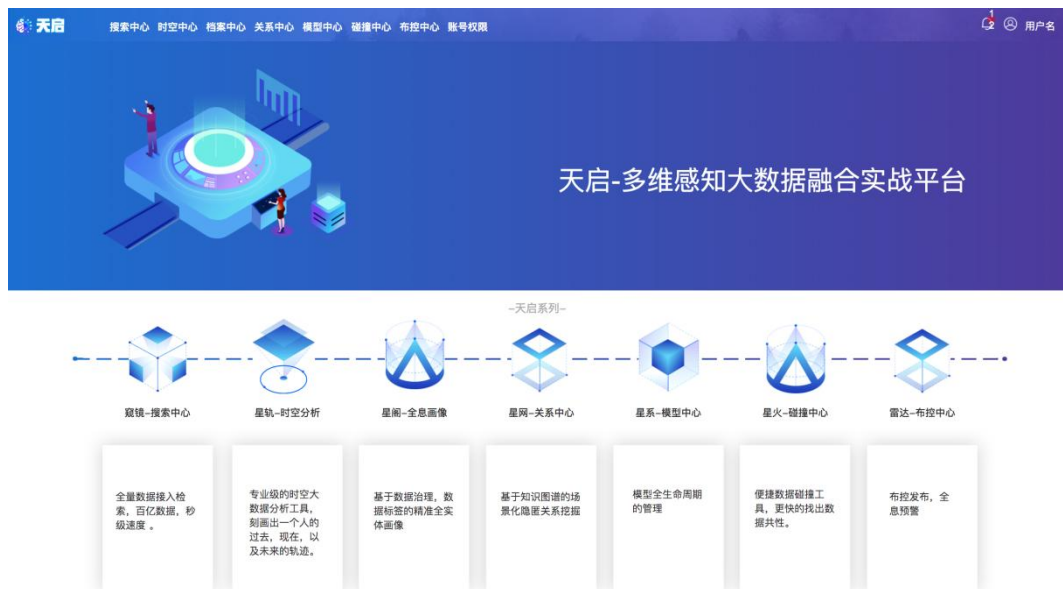 天启
搜索中心 时空中心 档案中心 关系中心 模型中心 碰撞中心 布控中心 账号权限
1
2
用户名
天启-多维感知大数据融合实战平台
–天启系列–
窥镜–搜索中心
星轨–时空分析
星阁–全息画像
星网–关系中心
星系–模型中心
星火–碰撞中心
雷达–布控中心
全量数据接入检
索，百亿数据，秒
级速度 。
专业级的时空大
数据分析工具，
刻画出一个人的
过去，现在，以
及未来的轨迹。
基于数据治理，数
据标签的精准全实
体画像
基于知识图谱的场
景化隐匿关系挖掘
模型全生命周期
的管理
便捷数据碰撞工
具，更快的找出数
据共性。
布控发布，全
息预警